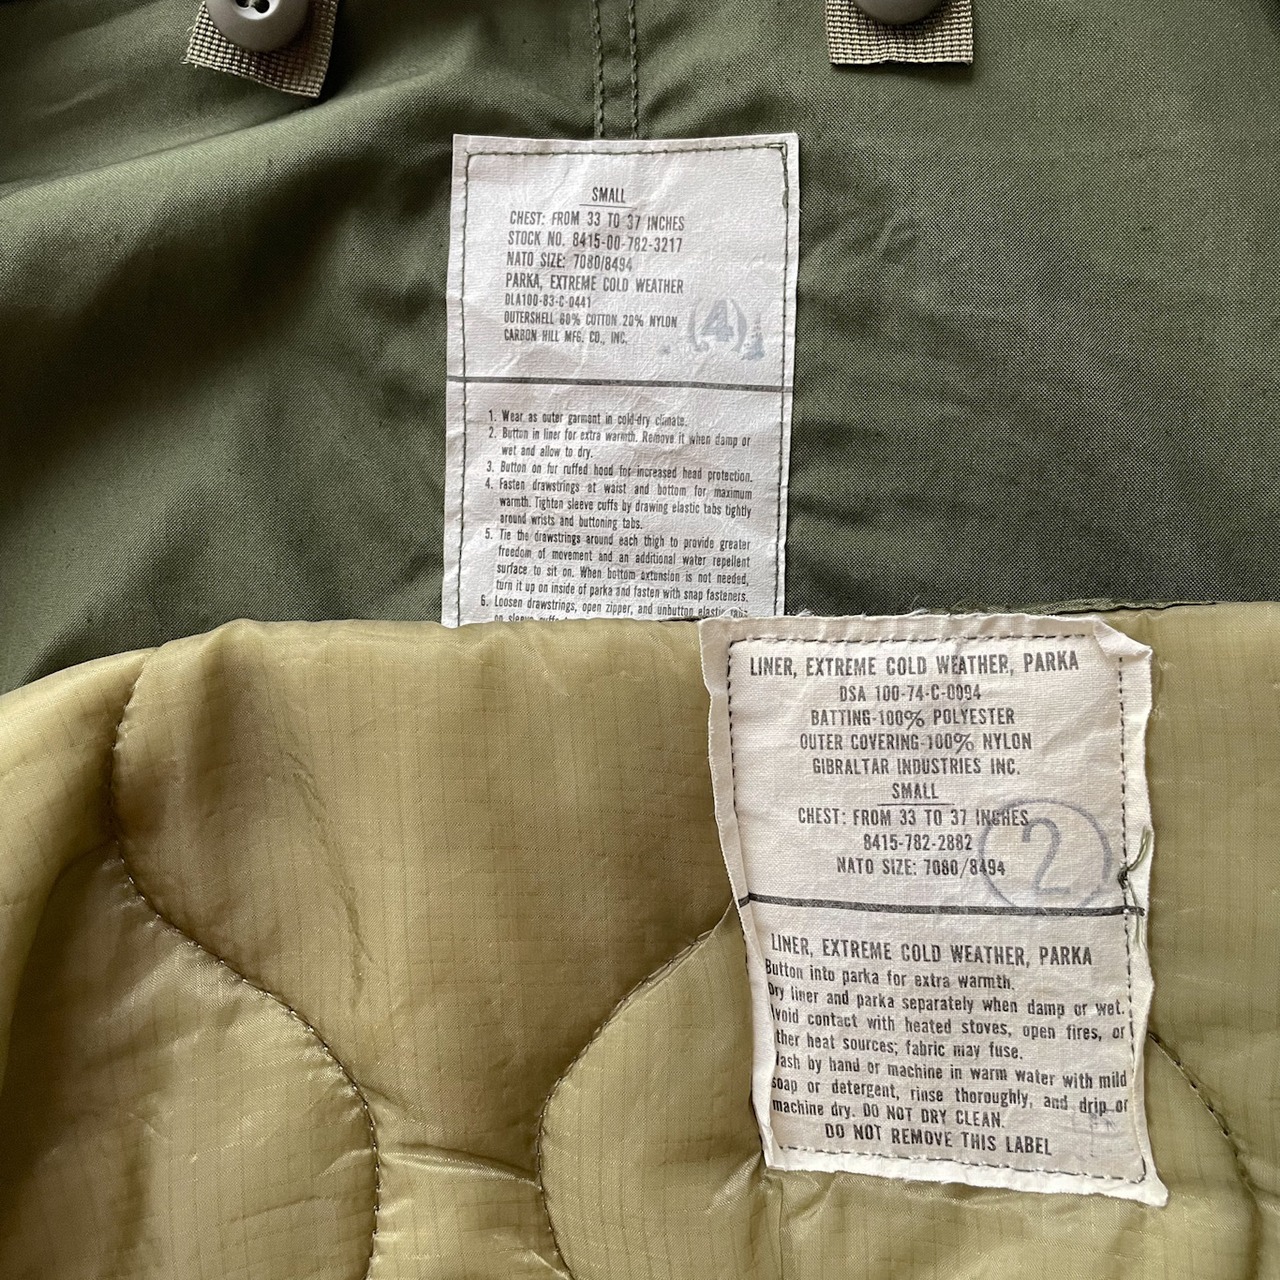 SMALL
CHEST: FROM 33 TO 37 INCHES
STOCK NO. 8415-00-782-3217
NATO SIZE: 7080/8494
PARKA, EXTREME COLD WEATHER
DLA100-83-C-0441
OUTERSHELL 80% COTTON 20% NYLON
CARBON HILL MFG. CO., INC.
(4)
1. Wear as outer garment in cold-dry climate.
2. Button in liner for extra warmth. Remove it when damp or
wet and allow to dry.
3. Button on fur ruffed hood for increased head protection.
4. Fasten drawstrings at waist and bottom for maximum
warmth. Tighten sleeve cuffs by drawing elastic tabs tightly
around wrists and buttoning tabs.
5. Tie the drawstrings around each thigh to provide greater
freedom of movement and an additional water repellent
surface to sit on. When bottom extension is not needed,
turn it up on inside of parka and fasten with snap fasteners.
6. Loosen drawstrings, open zipper, and unbutton elastic tabs
on sleeve cuffs
LINER, EXTREME COLD WEATHER, PARKA
DSA 100-74-C-0094
BATTING-100% POLYESTER
OUTER COVERING-100% NYLON
GIBRALTAR INDUSTRIES INC.
SMALL
CHEST: FROM 33 TO 37 INCHES
8415-782-2882
NATO SIZE: 7080/8494
2
LINER, EXTREME COLD WEATHER, PARKA
Button into parka for extra warmth.
Dry liner and parka separately when damp or wet.
Avoid contact with heated stoves, open fires, or
ther heat sources; fabric may fuse.
ash by hand or machine in warm water with mild
soap or detergent, rinse thoroughly, and drip or
machine dry. DO NOT DRY CLEAN.
DO NOT REMOVE THIS LABEL